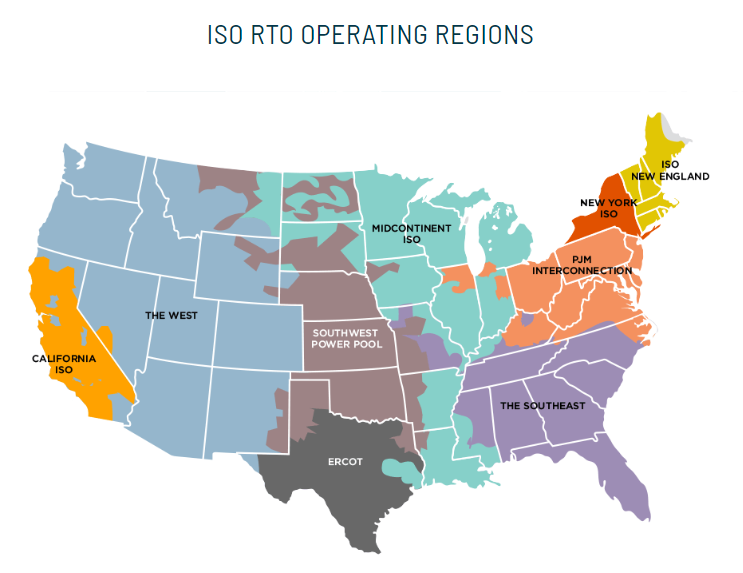 ISO RTO OPERATING REGIONS
ISO
NEW ENGLAND
NEW YORK
ISO
MIDCONTINENT
ISO
PJM
INTERCONNECTION
THE WEST
SOUTHWEST
POWER POOL
CALIFORNIA
ISO
THE SOUTHEAST
ERCOT